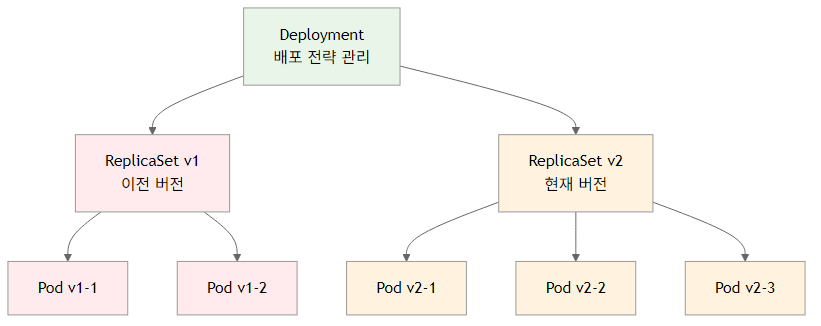 Deployment
배포 전략 관리
ReplicaSet v1
이전 버전
ReplicaSet v2
현재 버전
Pod v1-1
Pod v1-2
Pod v2-1
Pod v2-2
Pod v2-3